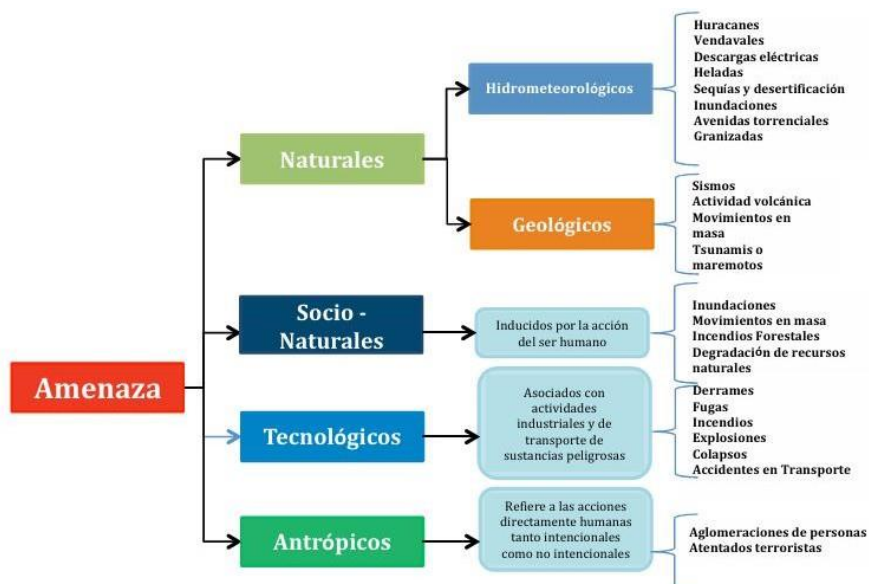 Amenaza
Naturales
Hidrometeorológicos
Huracanes
Vendavales
Descargas eléctricas
Heladas
Sequías y desertificación
Inundaciones
Avenidas torrenciales
Granizadas
Geológicos
Sismos
Actividad volcánica
Movimientos en
masa
Tsunamis o
maremotos
Socio -
Naturales
Inducidos por la acción
del ser humano
Inundaciones
Movimientos en masa
Incendios Forestales
Degradación de recursos
naturales
Tecnológicos
Asociados con
actividades
industriales y de
transporte de
sustancias peligrosas
Derrames
Fugas
Incendios
Explosiones
Colapsos
Accidentes en Transporte
Antrópicos
Refiere a las acciones
directamente humanas
tanto intencionales
como no intencionales
Aglomeraciones de personas
Atentados terroristas